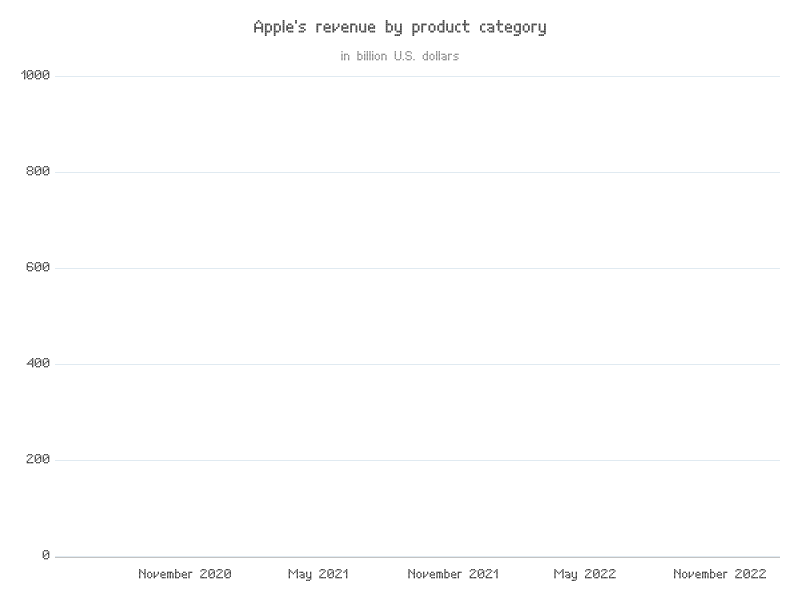 Apple's revenue by product category
in billion U.S. dollars
1000
800
600
400
200
0
November 2020 May 2021 November 2021 May 2022 November 2022